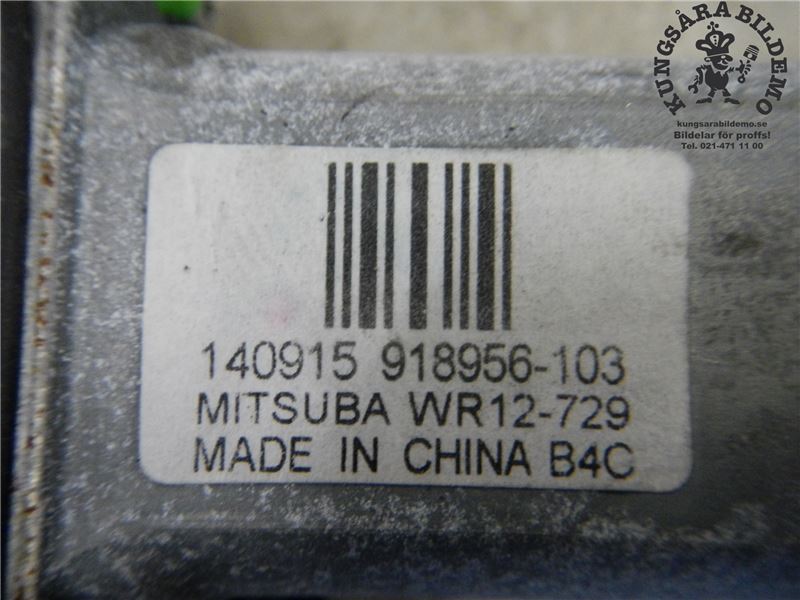 KUNGSÅRA BILDEMO
kungsarabildemo.se
Bildelar för proffs!
Tel. 021-471 11 00
140915 918956-103
MITSUBA WR12-729
MADE IN CHINA B4C